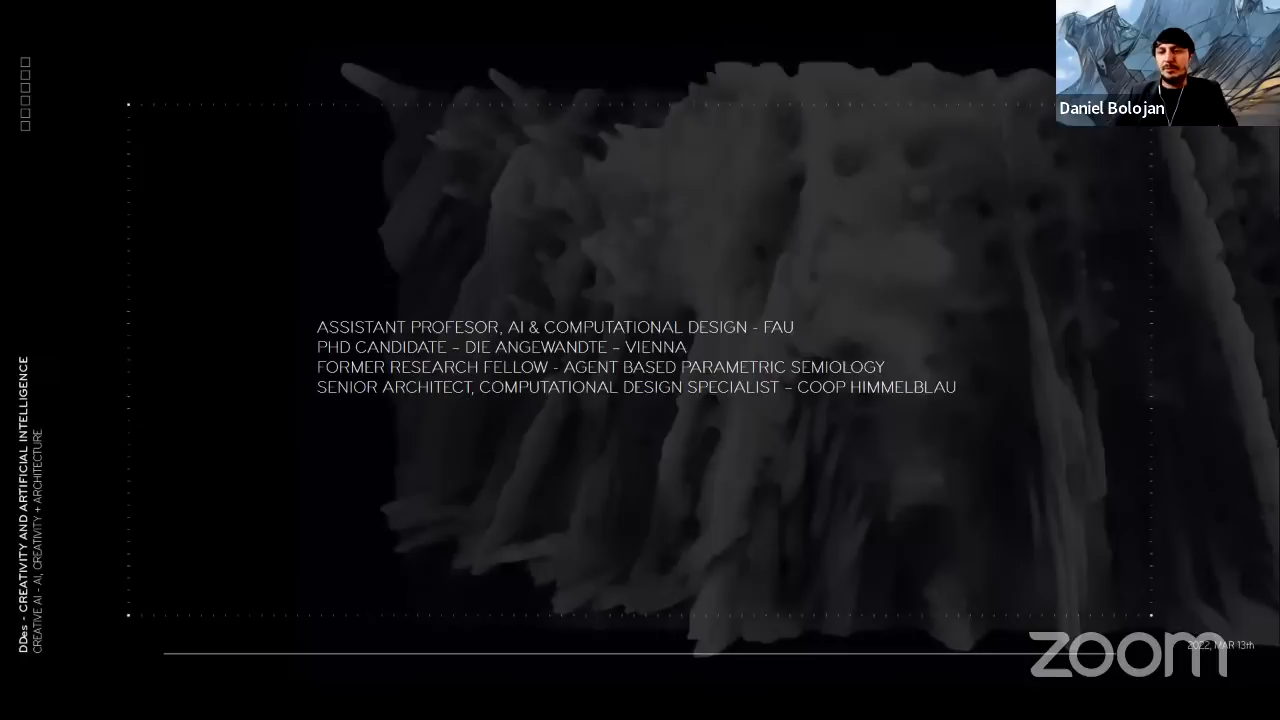 Daniel Bolojan
ASSISTANT PROFESOR, AI & COMPUTATIONAL DESIGN - FAU
PHD CANDIDATE – DIE ANGEWANDTE – VIENNA
FORMER RESEARCH FELLOW - AGENT BASED PARAMETRIC SEMIOLOGY
SENIOR ARCHITECT, COMPUTATIONAL DESIGN SPECIALIST – COOP HIMMELBLAU
DDes - CREATIVITY AND ARTIFICIAL INTELLIGENCE
CREATIVE AI - AI, CREATIVITY + ARCHITECTURE
2022, MAR 13th
zoom